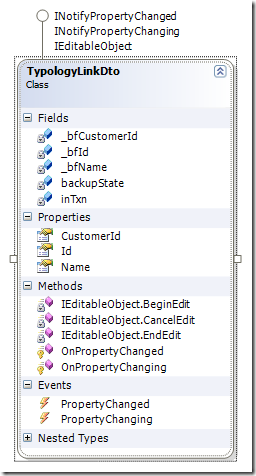 INotifyPropertyChanged
INotifyPropertyChanging
IEditableObject
TypologyLinkDto
Class
Fields
_bfCustomerId
_bfId
_bfName
backupState
inTxn
Properties
CustomerId
Id
Name
Methods
IEditableObject.BeginEdit
IEditableObject.CancelEdit
IEditableObject.EndEdit
OnPropertyChanged
OnPropertyChanging
Events
PropertyChanged
PropertyChanging
Nested Types